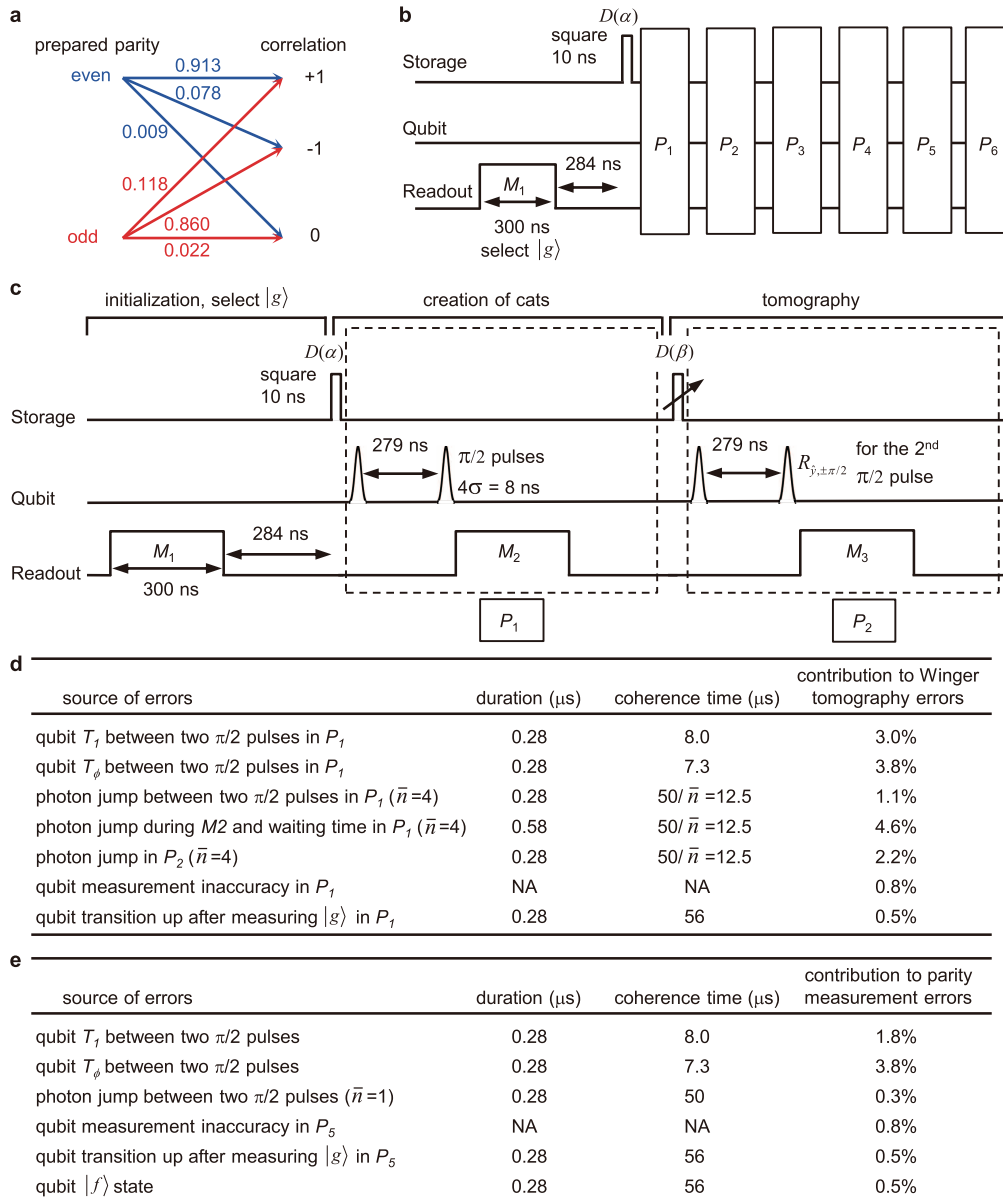 a
prepared parity correlation
even +1
0.913
0.078
0.009
-1
0.118
odd 0.860 0
0.022
b
D(α)
square
10 ns
Storage
Qubit
P1 P2 P3 P4 P5 P6
284 ns
Readout M1
300 ns
select |g⟩
c
initialization, select |g⟩ creation of cats tomography
D(α) D(β)
square
10 ns
Storage
279 ns π/2 pulses 279 ns Rŷ,±π/2 for the 2nd
Qubit 4σ = 8 ns π/2 pulse
284 ns
Readout M1 M2 M3
300 ns
P1 P2
d
source of errors duration (μs) coherence time (μs) contribution to Winger tomography errors
qubit T1 between two π/2 pulses in P1 0.28 8.0 3.0%
qubit Tϕ between two π/2 pulses in P1 0.28 7.3 3.8%
photon jump between two π/2 pulses in P1 (n̄=4) 0.28 50/ n̄ =12.5 1.1%
photon jump during M2 and waiting time in P1 (n̄=4) 0.58 50/ n̄ =12.5 4.6%
photon jump in P2 (n̄=4) 0.28 50/ n̄ =12.5 2.2%
qubit measurement inaccuracy in P1 NA NA 0.8%
qubit transition up after measuring |g⟩ in P1 0.28 56 0.5%
e
source of errors duration (μs) coherence time (μs) contribution to parity measurement errors
qubit T1 between two π/2 pulses 0.28 8.0 1.8%
qubit Tϕ between two π/2 pulses 0.28 7.3 3.8%
photon jump between two π/2 pulses (n̄=1) 0.28 50 0.3%
qubit measurement inaccuracy in P5 NA NA 0.8%
qubit transition up after measuring |g⟩ in P5 0.28 56 0.5%
qubit |f⟩ state 0.28 56 0.5%